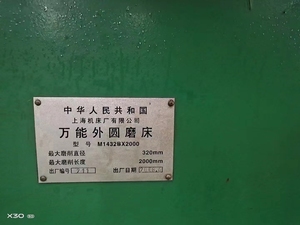 中华人民共和国
上海机床厂有限公司
万能外圆磨床
型号 M1432B×2000
最大磨削直径 320mm
最大磨削长度 2000mm
出厂编号
出厂日期
X30